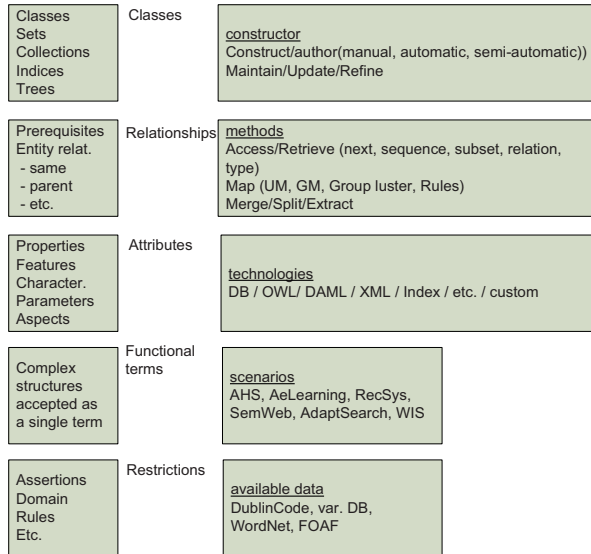 Classes
Sets
Collections
Indices
Trees
Classes
constructor
Construct/author(manual, automatic, semi-automatic))
Maintain/Update/Refine
Prerequisites
Entity relat.
- same
- parent
- etc.
Relationships
methods
Access/Retrieve (next, sequence, subset, relation,
type)
Map (UM, GM, Group luster, Rules)
Merge/Split/Extract
Properties
Features
Character.
Parameters
Aspects
Attributes
technologies
DB / OWL/ DAML / XML / Index / etc. / custom
Complex
structures
accepted as
a single term
Functional
terms
scenarios
AHS, AeLearning, RecSys,
SemWeb, AdaptSearch, WIS
Assertions
Domain
Rules
Etc.
Restrictions
available data
DublinCode, var. DB,
WordNet, FOAF